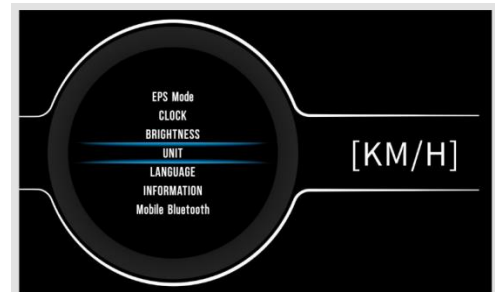 EPS Mode
CLOCK
BRIGHTNESS
UNIT
LANGUAGE
INFORMATION
Mobile Bluetooth
[KM/H]